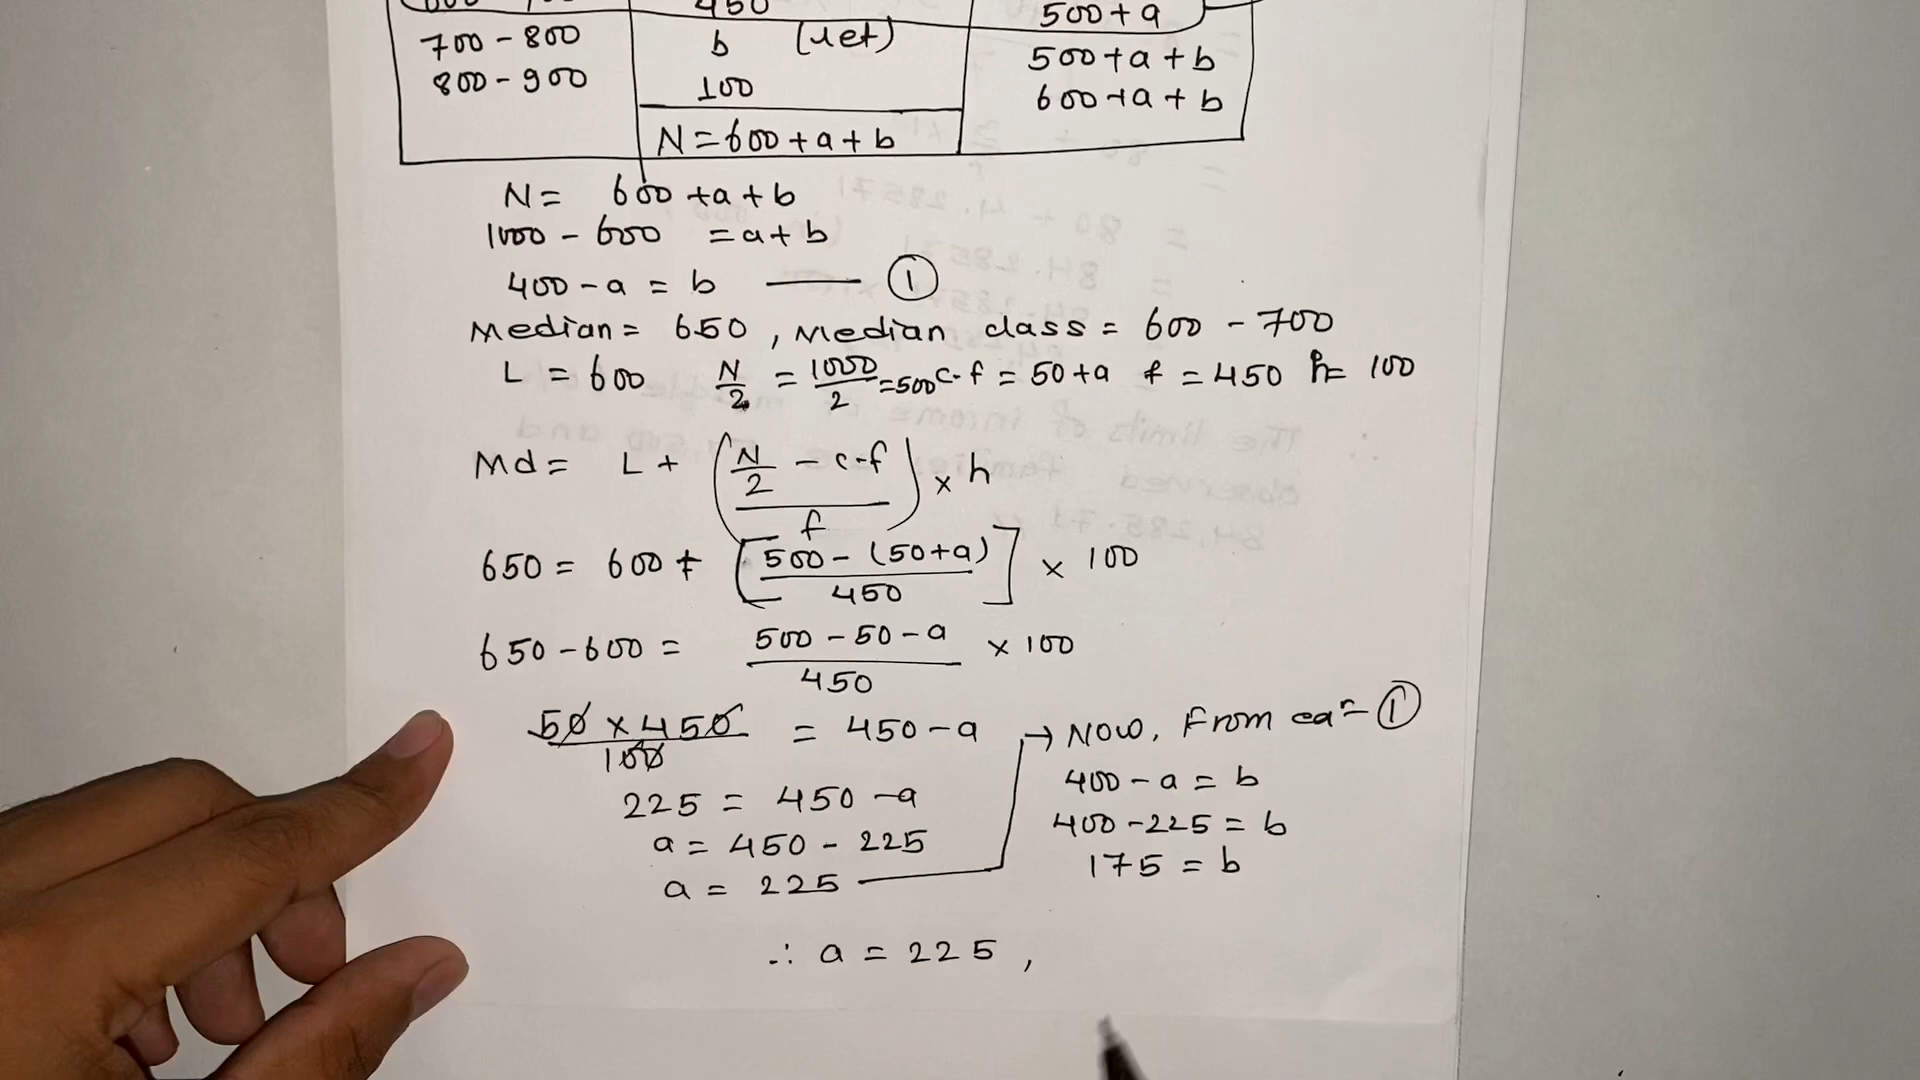 450 500+a
700-800 b (let) 500+a+b
800-900 100 600+a+b
N=600+a+b
N= 600+a+b
1000-600 =a+b
400-a=b —— ①
Median= 650, Median class= 600-700
L=600 N/2 =1000/2=500 c.f=50+a f=450 h= 100
Md= L+ (N/2-c.f/f)×h
650= 600+ [500-(50+a)/450] × 100
650-600= 500-50-a/450 ×100
50×450/100 = 450-a
225 = 450-a
a= 450-225
a= 225
→ Now, From eqⁿ- ①
400-a=b
400-225=b
175=b
∴ a=225,